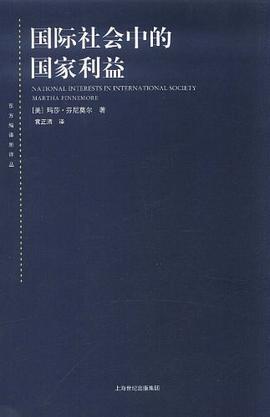 国际社会中的
国家利益
NATIONAL INTERESTS IN INTERNATIONAL SOCIETY
MARTHA FINNEMORE
[美] 玛莎·芬尼莫尔 著
袁正清 译
东方编译所译丛
上海世纪出版集团